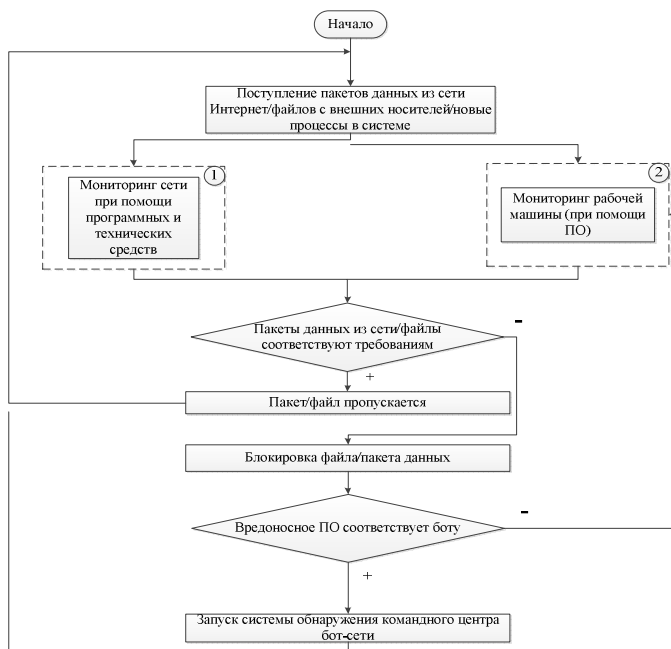 Начало
Поступление пакетов данных из сети
Интернет/файлов с внешних носителей/новые
процессы в системе
1
Мониторинг сети
при помощи
программных и
технических
средств
2
Мониторинг рабочей
машины (при помощи
ПО)
Пакеты данных из сети/файлы
соответствуют требованиям
-
+
Пакет/файл пропускается
Блокировка файла/пакета данных
Вредоносное ПО соответствует боту
-
+
Запуск системы обнаружения командного центра
бот-сети